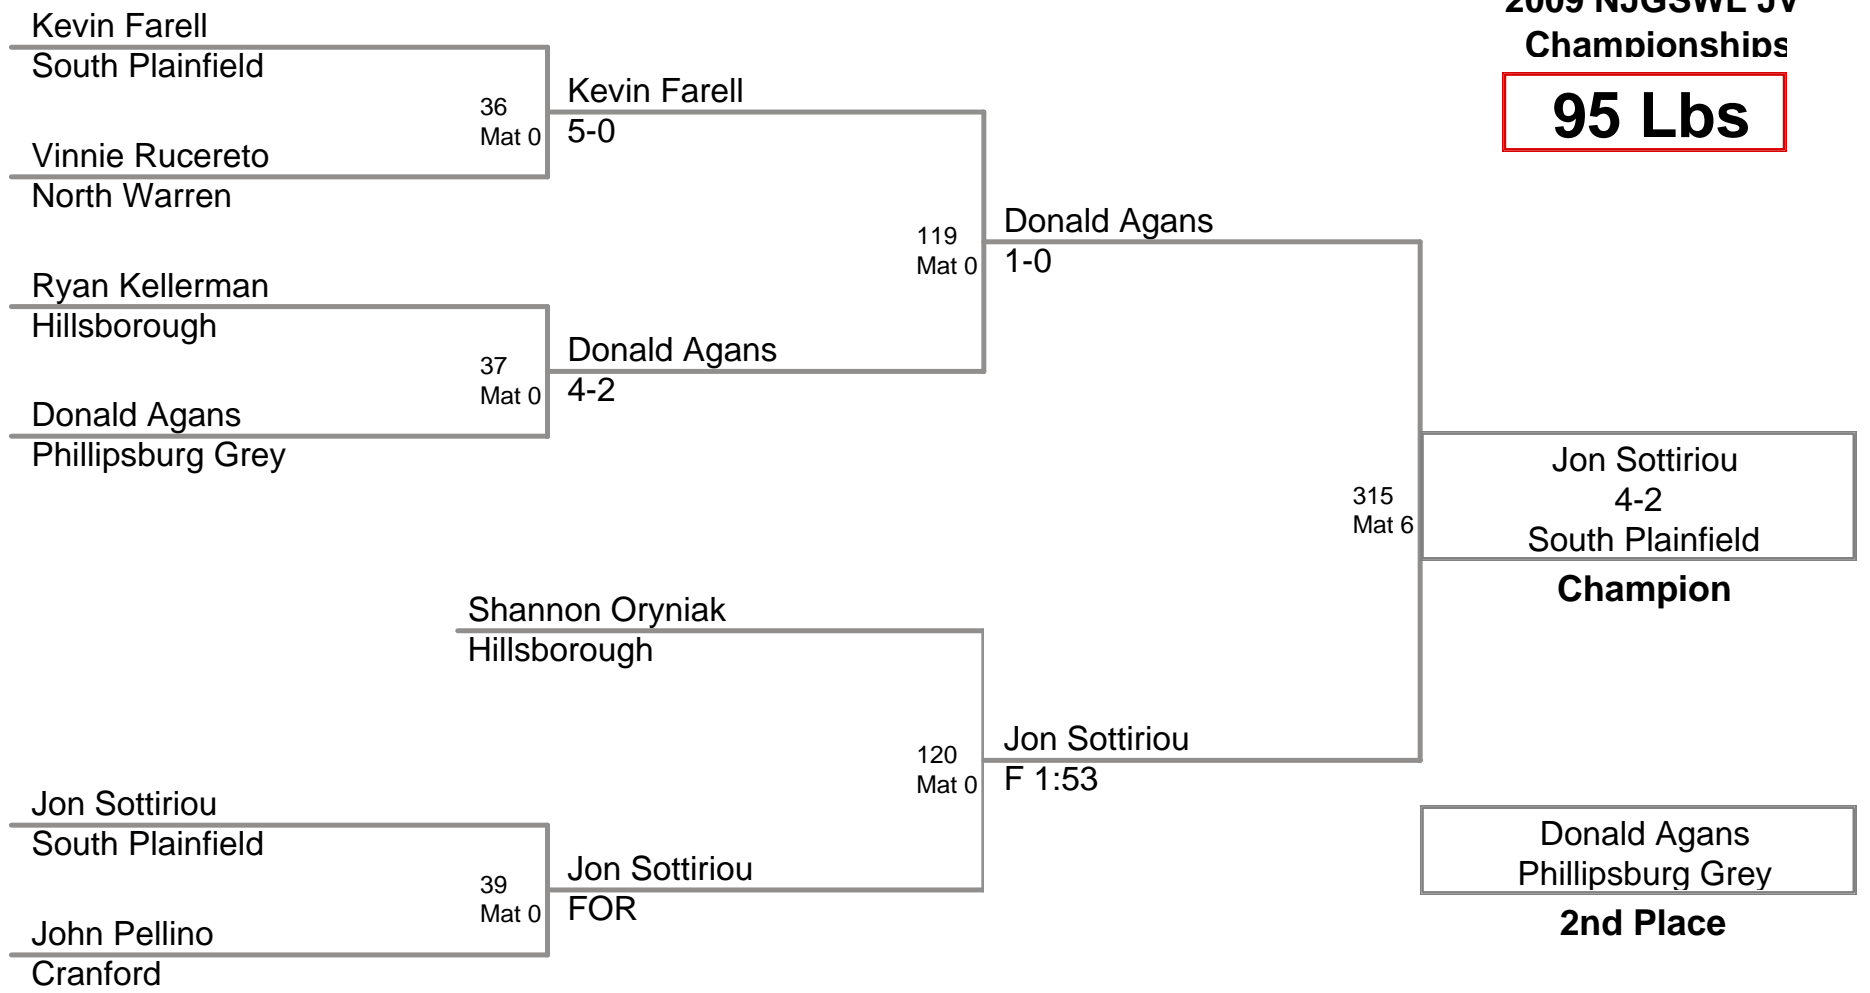 2009 NJGSWL JV
Championships
95 Lbs
Kevin Farell
South Plainfield
36
Mat 0
Vinnie Rucereto
North Warren
Kevin Farell
5-0
Ryan Kellerman
Hillsborough
37
Mat 0
Donald Agans
Phillipsburg Grey
Donald Agans
4-2
119
Mat 0
Donald Agans
1-0
Shannon Oryniak
Hillsborough
Jon Sottiriou
South Plainfield
39
Mat 0
John Pellino
Cranford
Jon Sottiriou
FOR
120
Mat 0
Jon Sottiriou
F 1:53
315
Mat 6
Jon Sottiriou
4-2
South Plainfield
Champion
Donald Agans
Phillipsburg Grey
2nd Place